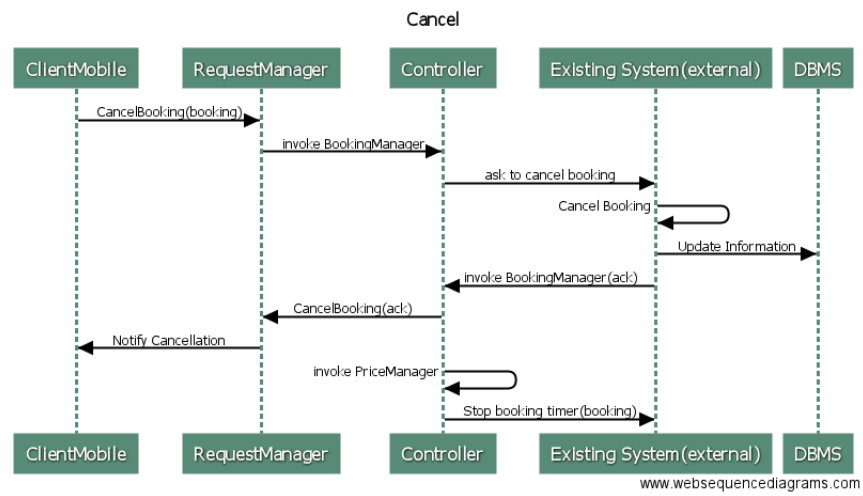 Cancel
ClientMobile
RequestManager
Controller
Existing System(external)
DBMS
CancelBooking(booking)
invoke BookingManager
ask to cancel booking
Cancel Booking
Update Information
invoke BookingManager(ack)
CancelBooking(ack)
Notify Cancellation
invoke PriceManager
Stop booking timer(booking)
ClientMobile
RequestManager
Controller
Existing System(external)
DBMS
www.websequencediagrams.com